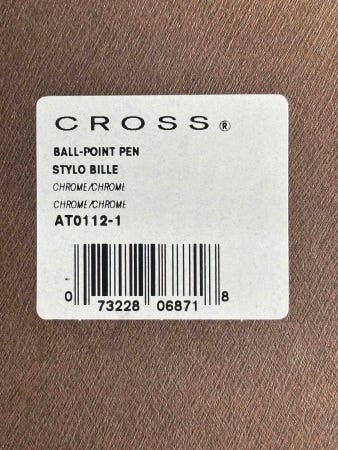 CROSS®
BALL-POINT PEN
STYLO BILLE
CHROME/CHROME
CHROME/CHROME
AT0112-1
0 73228 06871 8